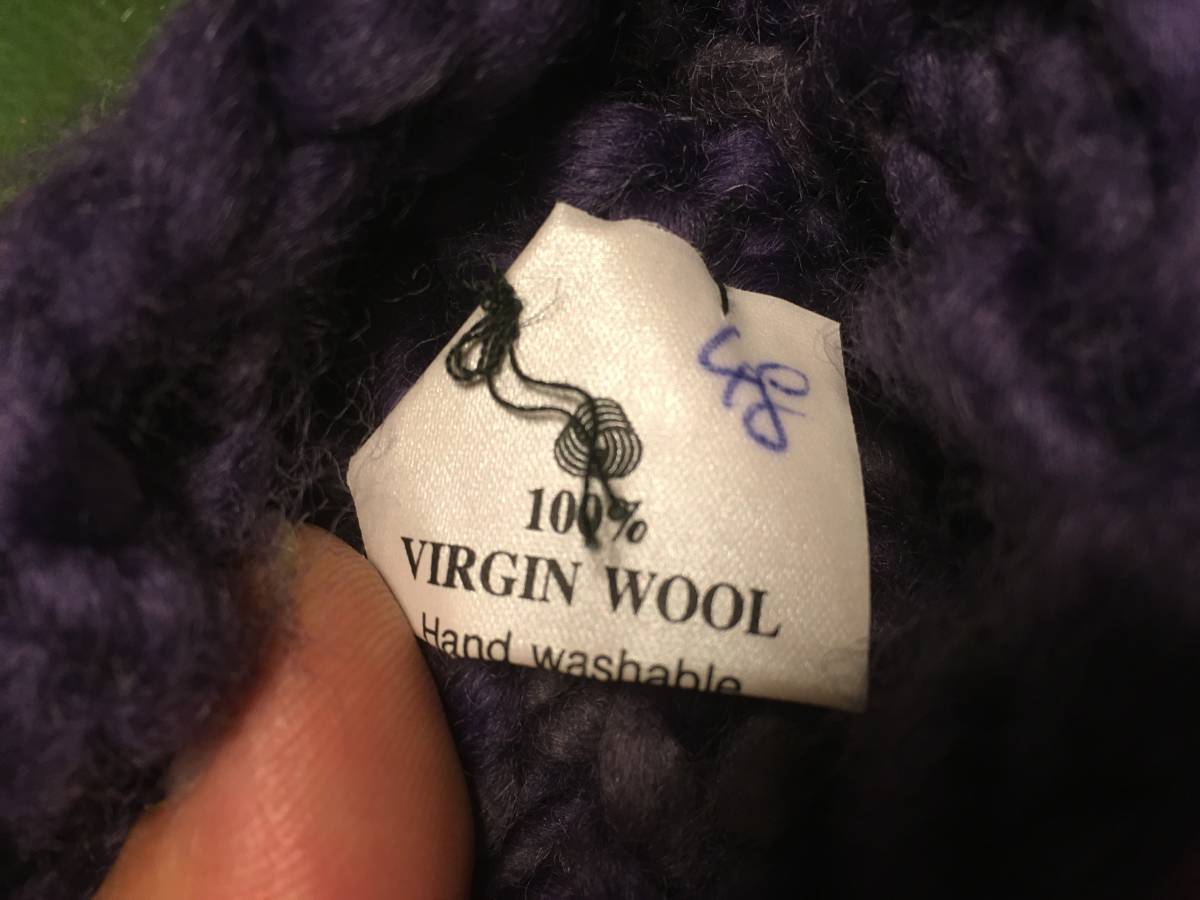 48
100%
VIRGIN WOOL
Hand washable